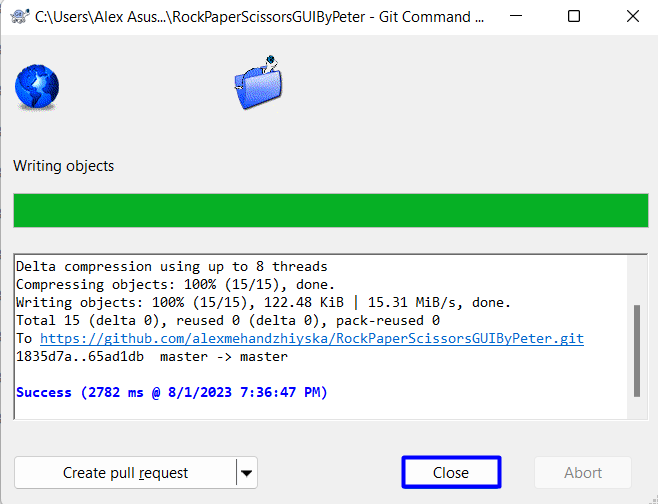 C:\Users\Alex Asus...\RockPaperScissorsGUIByPeter - Git Command ...
Writing objects
Delta compression using up to 8 threads
Compressing objects: 100% (15/15), done.
Writing objects: 100% (15/15), 122.48 KiB | 15.31 MiB/s, done.
Total 15 (delta 0), reused 0 (delta 0), pack-reused 0
To https://github.com/alexmehandzhiyska/RockPaperScissorsGUIByPeter.git
1835d7a..65ad1db  master -> master
Success (2782 ms @ 8/1/2023 7:36:47 PM)
Create pull request
Close
Abort